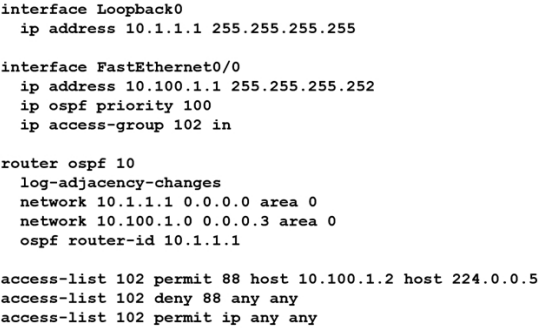 interface Loopback0
ip address 10.1.1.1 255.255.255.255
interface FastEthernet0/0
ip address 10.100.1.1 255.255.255.252
ip ospf priority 100
ip access-group 102 in
router ospf 10
log-adjacency-changes
network 10.1.1.1 0.0.0.0 area 0
network 10.100.1.0 0.0.0.3 area 0
ospf router-id 10.1.1.1
access-list 102 permit 88 host 10.100.1.2 host 224.0.0.5
access-list 102 deny 88 any any
access-list 102 permit ip any any